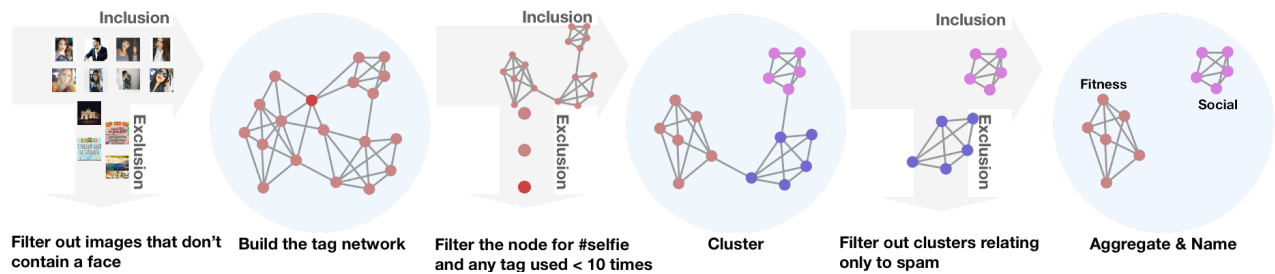 Inclusion
Exclusion
Filter out images that don't
contain a face
Build the tag network
Inclusion
Exclusion
Filter the node for #selfie
and any tag used < 10 times
Cluster
Inclusion
Exclusion
Filter out clusters relating
only to spam
Fitness
Social
Aggregate & Name